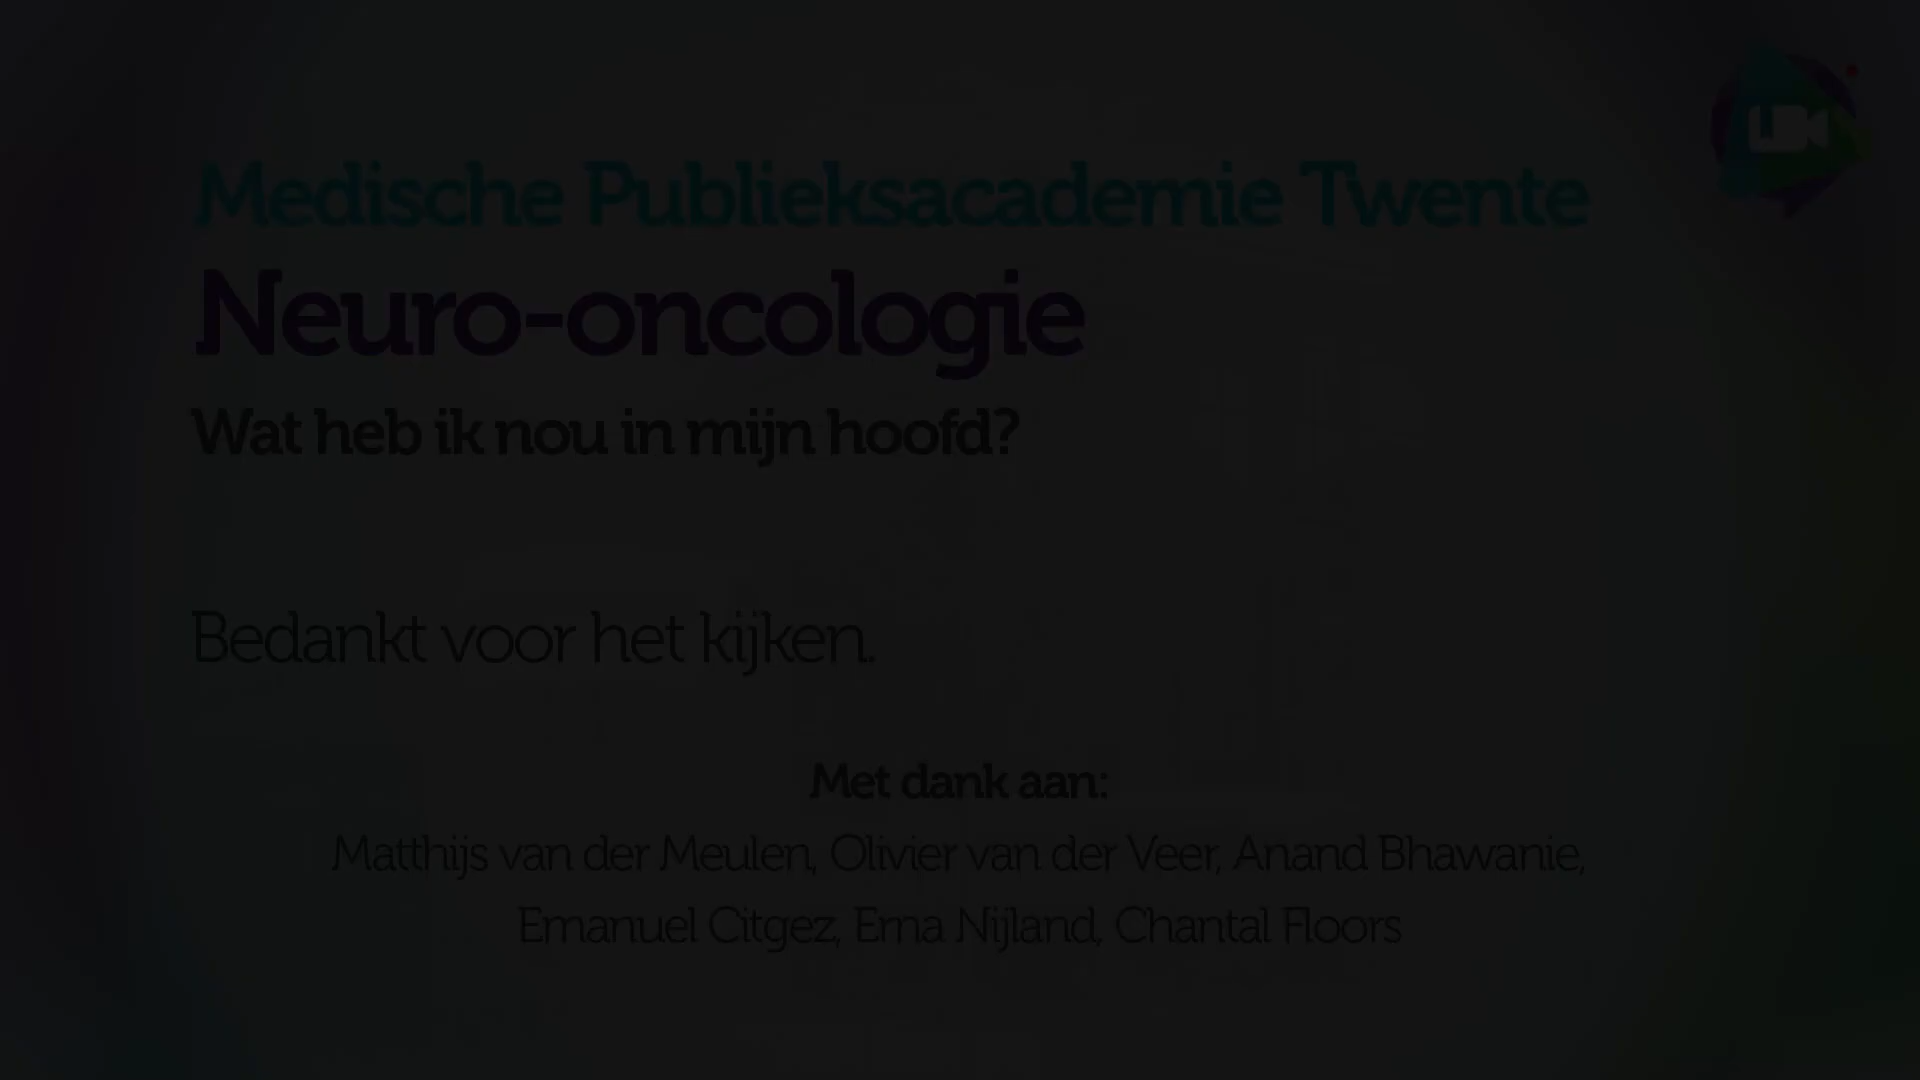 Medische Publieksacademie Twente
Neuro-oncologie
Wat heb ik nou in mijn hoofd?
Bedankt voor het kijken.
Met dank aan:
Matthijs van der Meulen, Olivier van der Veer, Anand Bhawanie,
Emanuel Citgez, Erna Nijland, Chantal Floors